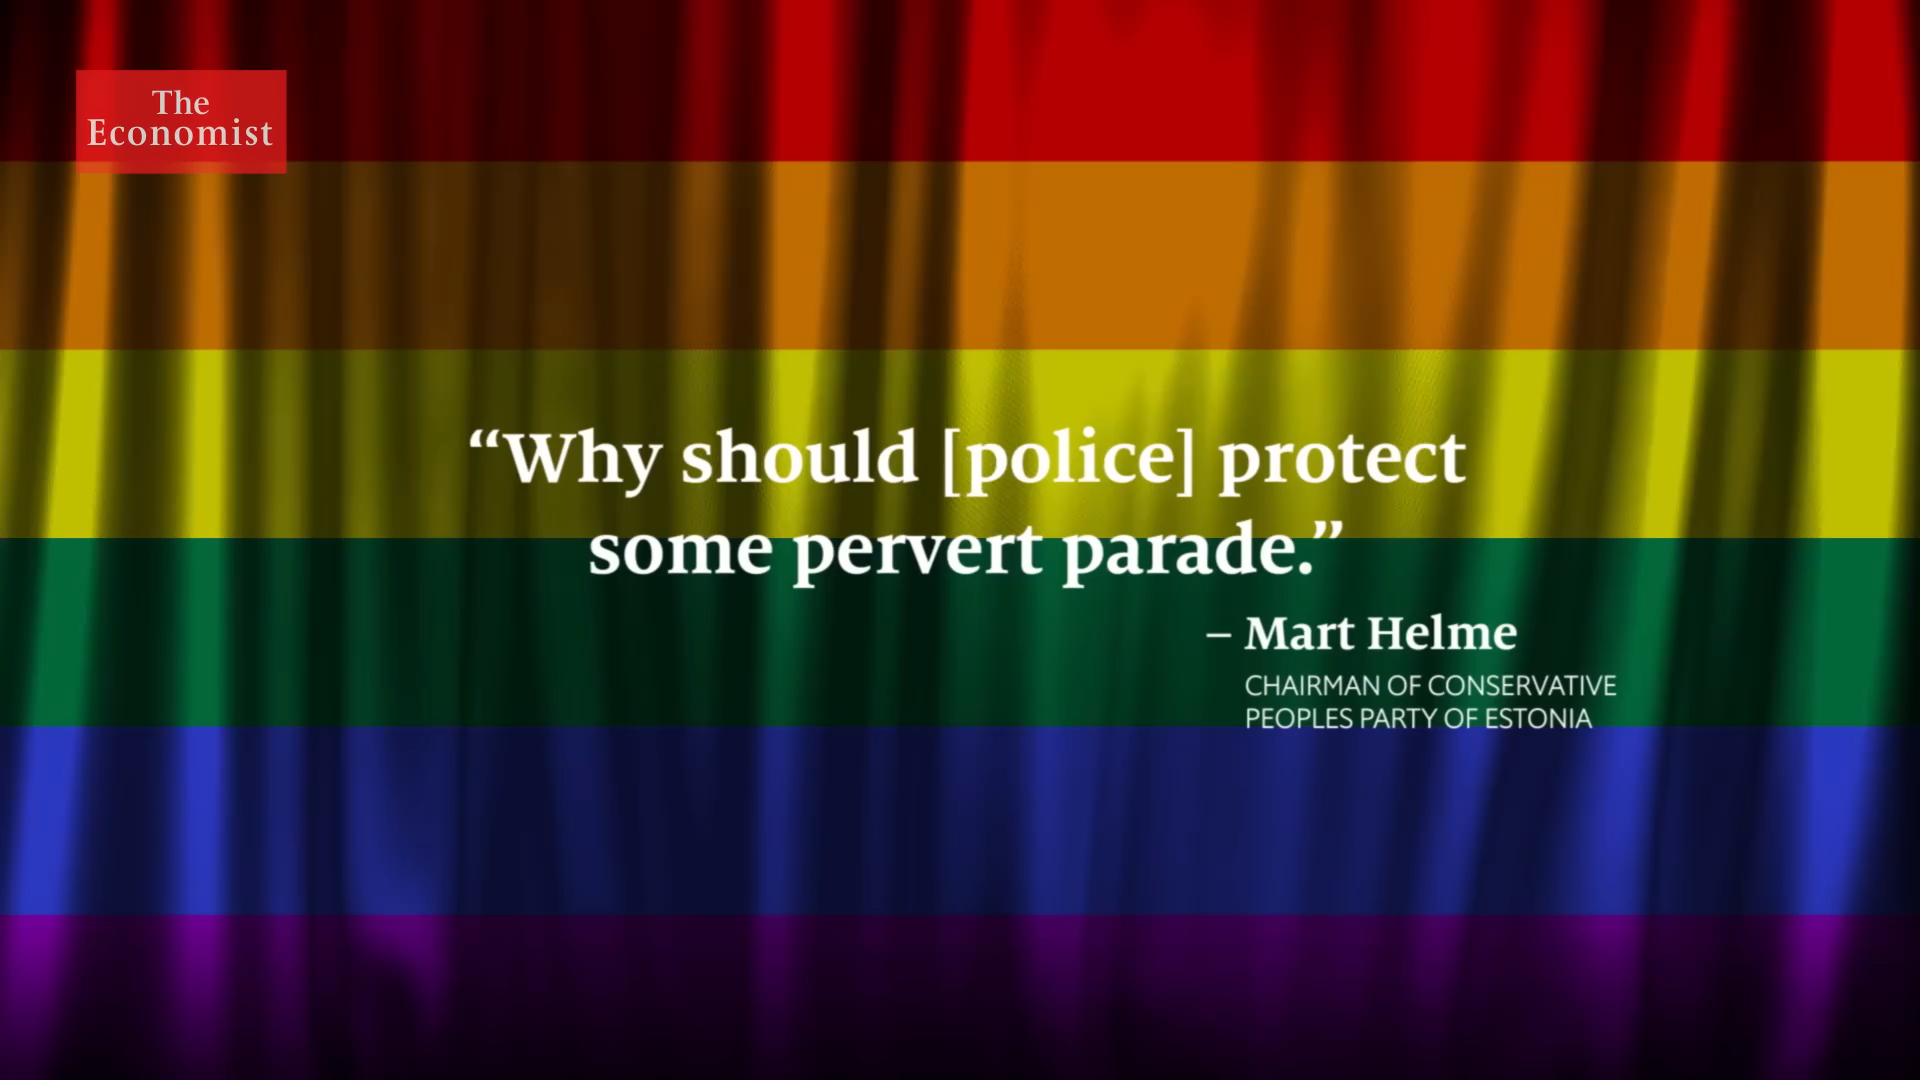 The
Economist
“Why should [police] protect
some pervert parade.”
– Mart Helme
CHAIRMAN OF CONSERVATIVE
PEOPLES PARTY OF ESTONIA